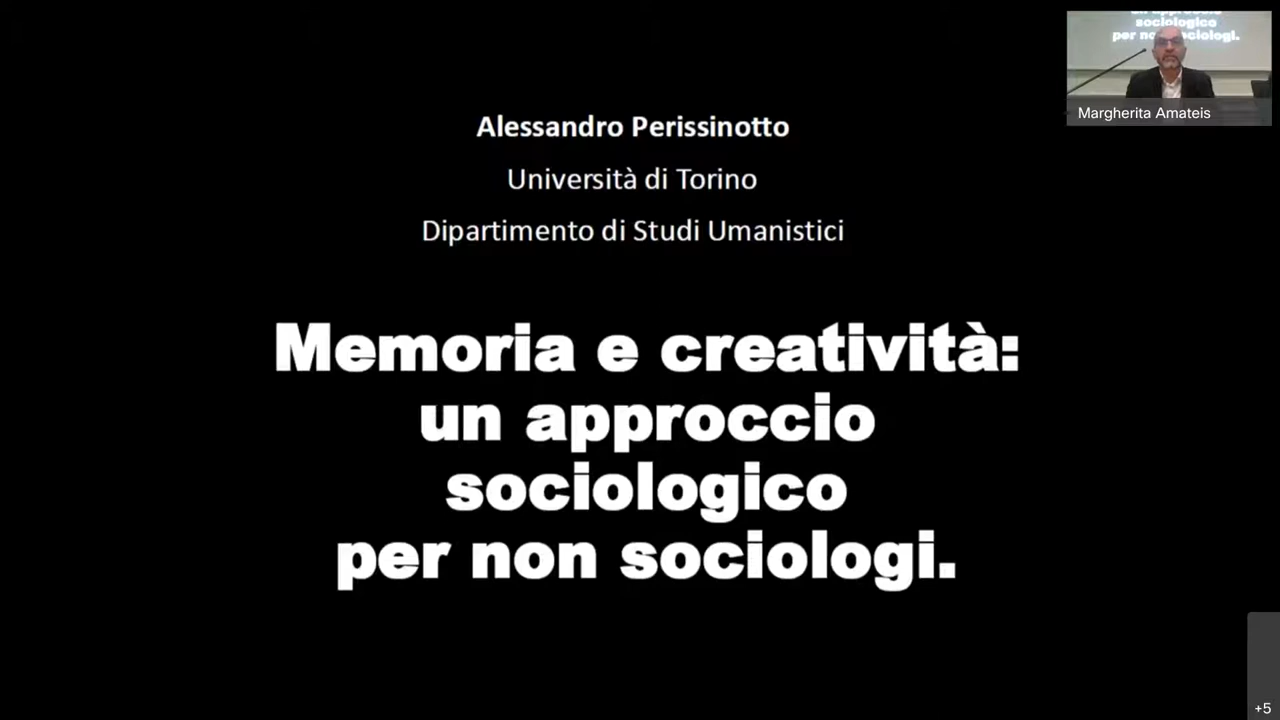 Alessandro Perissinotto
Università di Torino
Dipartimento di Studi Umanistici
Memoria e creatività:
un approccio
sociologico
per non sociologi.
sociologico
Margherita Amateis
+5